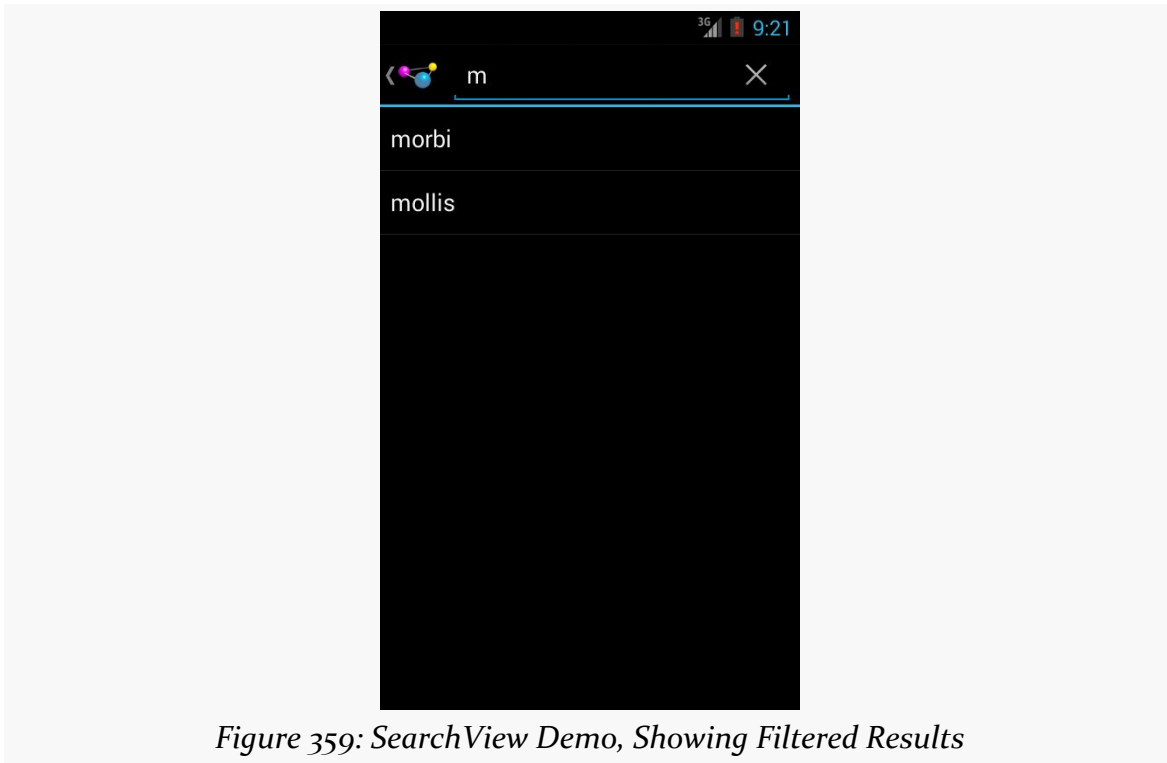 3G 9:21
m
morbi
mollis
Figure 359: SearchView Demo, Showing Filtered Results